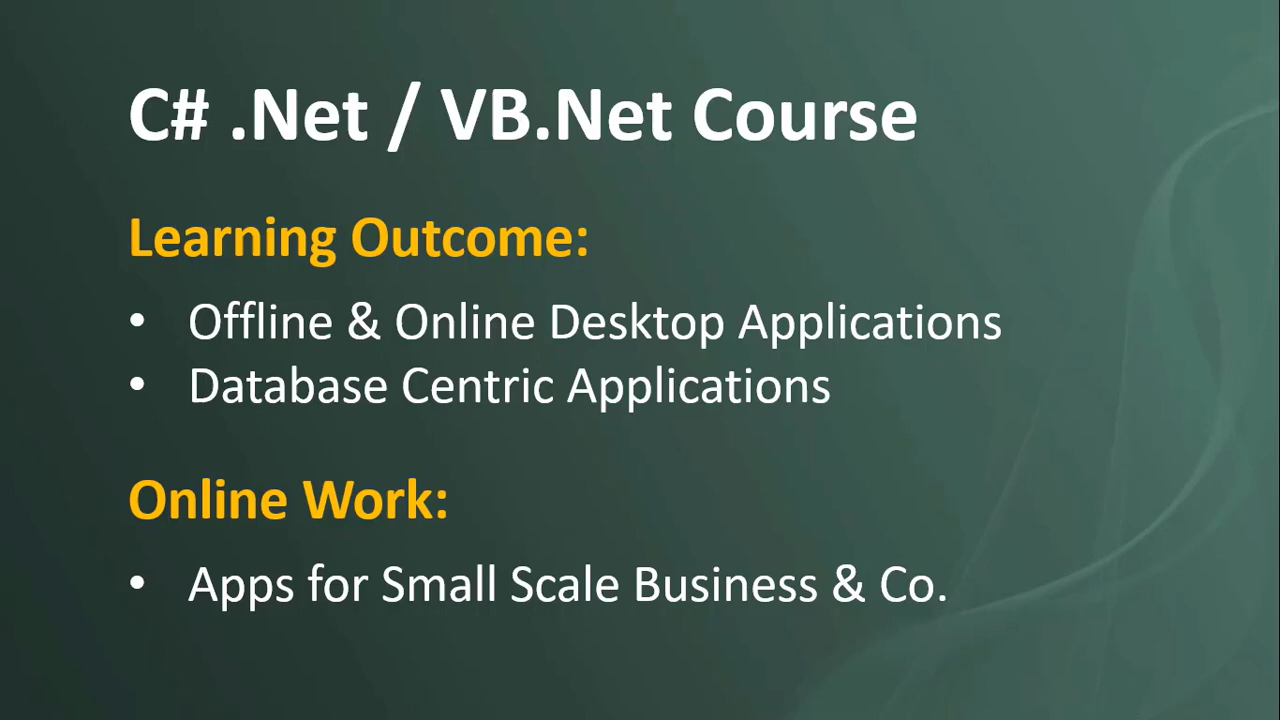 C# .Net / VB.Net Course
Learning Outcome:
• Offline & Online Desktop Applications
• Database Centric Applications
Online Work:
• Apps for Small Scale Business & Co.